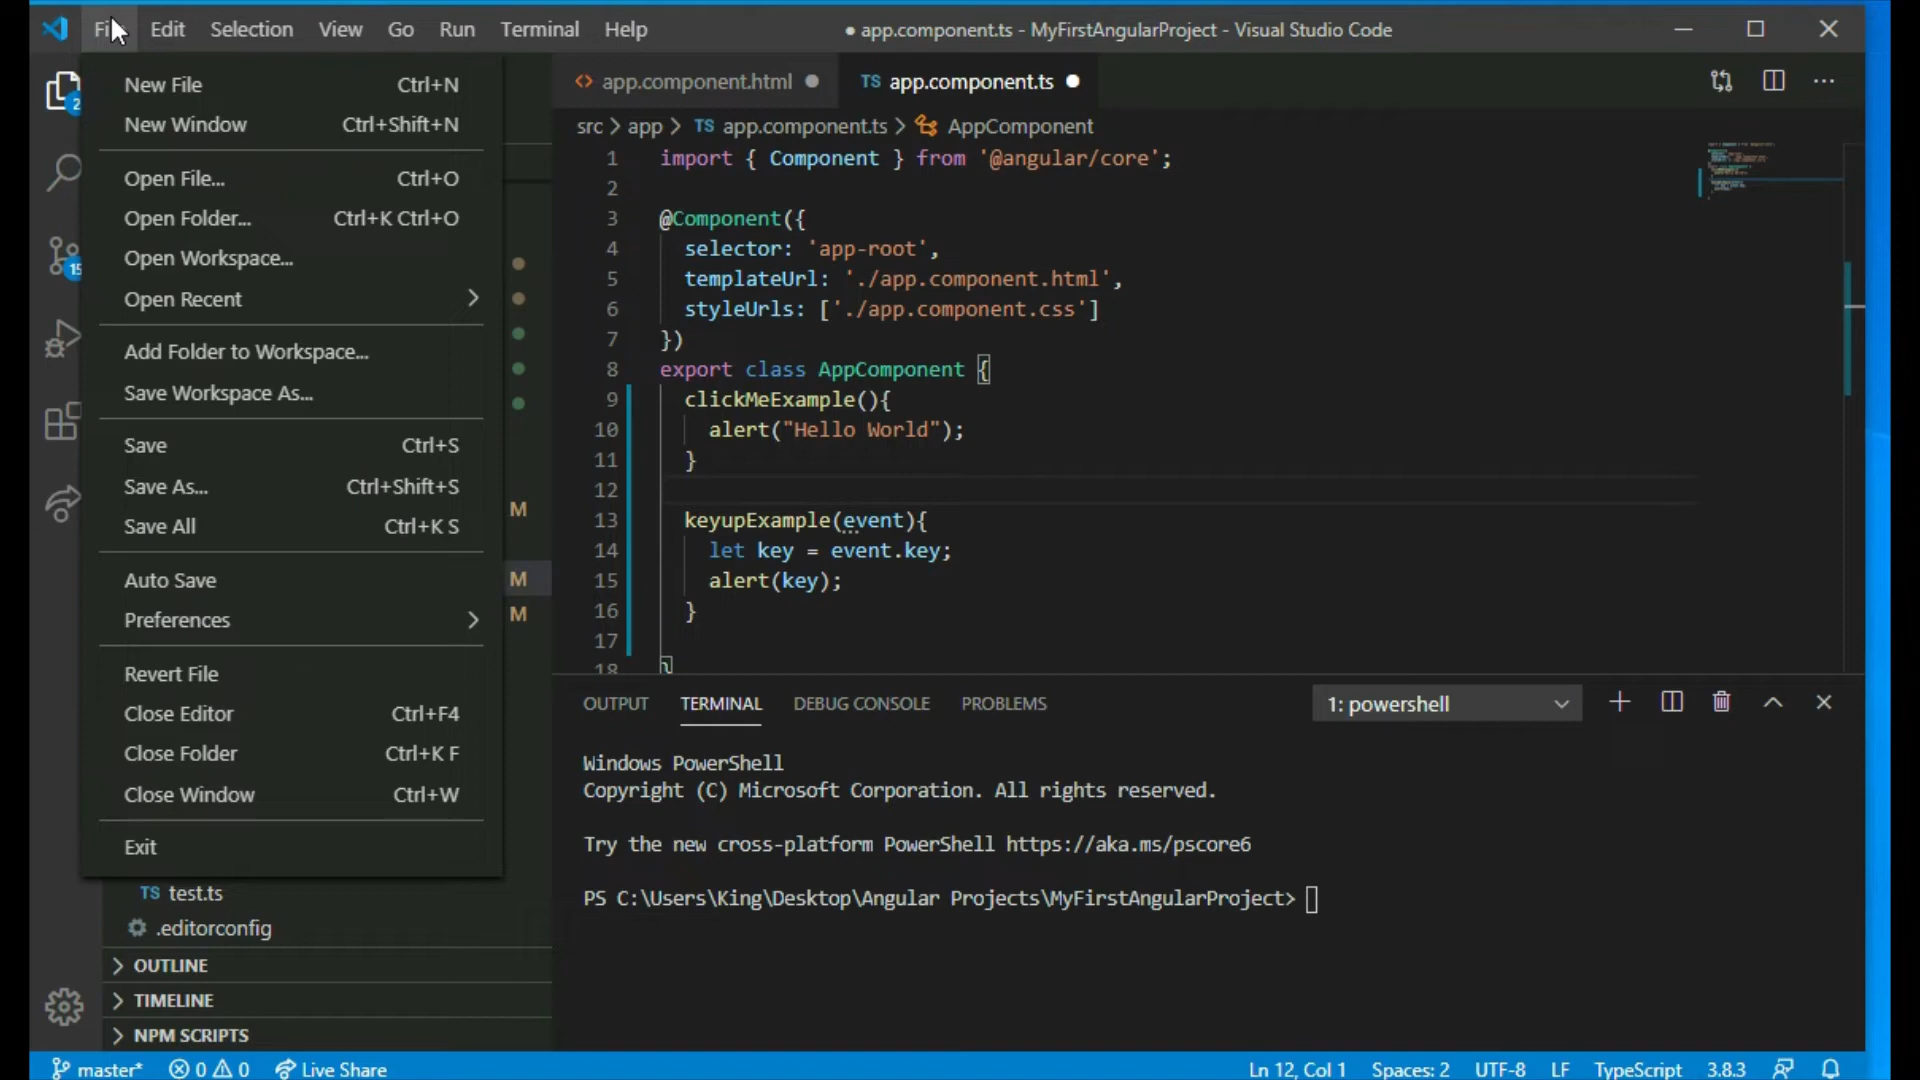 Edit Selection View Go Run Terminal Help
● app.component.ts - MyFirstAngularProject - Visual Studio Code
2
15
New File Ctrl+N
New Window Ctrl+Shift+N
Open File... Ctrl+O
Open Folder... Ctrl+K Ctrl+O
Open Workspace...
Open Recent
Add Folder to Workspace...
Save Workspace As...
Save Ctrl+S
Save As... Ctrl+Shift+S
Save All Ctrl+K S
Auto Save
Preferences
Revert File
Close Editor Ctrl+F4
Close Folder Ctrl+K F
Close Window Ctrl+W
Exit
M
M
M
TS test.ts
.editorconfig
OUTLINE
TIMELINE
NPM SCRIPTS
<> app.component.html ● TS app.component.ts ●
src > app > TS app.component.ts > AppComponent
1 import { Component } from '@angular/core';
2
3 @Component({
4 selector: 'app-root',
5 templateUrl: './app.component.html',
6 styleUrls: ['./app.component.css']
7 })
8 export class AppComponent {
9 clickMeExample(){
10 alert("Hello World");
11 }
12
13 keyupExample(event){
14 let key = event.key;
15 alert(key);
16 }
17
18 }
OUTPUT TERMINAL DEBUG CONSOLE PROBLEMS 1: powershell
Windows PowerShell
Copyright (C) Microsoft Corporation. All rights reserved.
Try the new cross-platform PowerShell https://aka.ms/pscore6
PS C:\Users\King\Desktop\Angular Projects\MyFirstAngularProject>
master* 0 0 Live Share Ln 12, Col 1 Spaces: 2 UTF-8 LF TypeScript 3.8.3